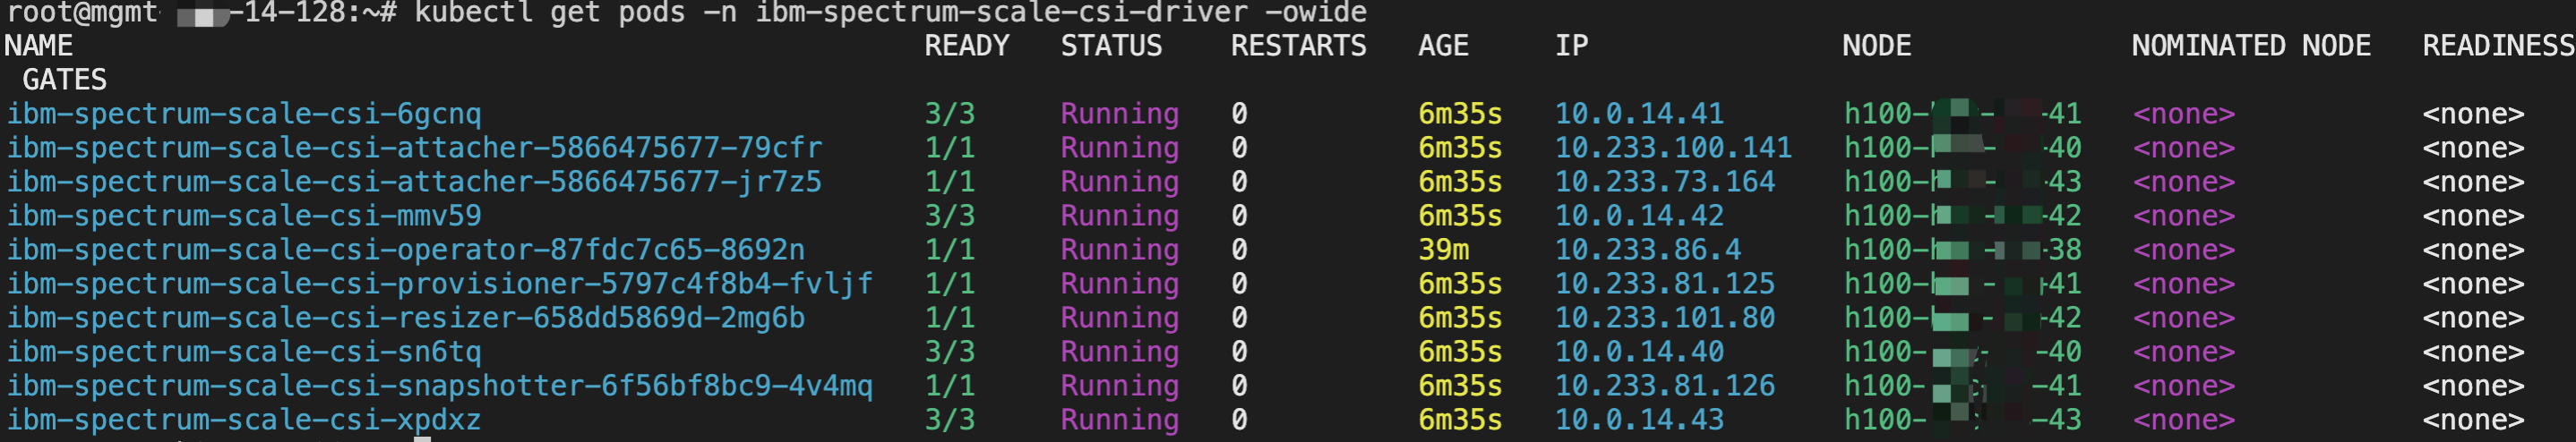 root@mgmt- -14-128:~# kubectl get pods -n ibm-spectrum-scale-csi-driver -owide
NAME READY STATUS RESTARTS AGE IP NODE NOMINATED NODE READINESS
GATES
ibm-spectrum-scale-csi-6gcnq 3/3 Running 0 6m35s 10.0.14.41 h100- - -41 <none> <none>
ibm-spectrum-scale-csi-attacher-5866475677-79cfr 1/1 Running 0 6m35s 10.233.100.141 h100- - -40 <none> <none>
ibm-spectrum-scale-csi-attacher-5866475677-jr7z5 1/1 Running 0 6m35s 10.233.73.164 h100- - -43 <none> <none>
ibm-spectrum-scale-csi-mmv59 3/3 Running 0 6m35s 10.0.14.42 h100- - -42 <none> <none>
ibm-spectrum-scale-csi-operator-87fdc7c65-8692n 1/1 Running 0 39m 10.233.86.4 h100- - -38 <none> <none>
ibm-spectrum-scale-csi-provisioner-5797c4f8b4-fvljf 1/1 Running 0 6m35s 10.233.81.125 h100- - -41 <none> <none>
ibm-spectrum-scale-csi-resizer-658dd5869d-2mg6b 1/1 Running 0 6m35s 10.233.101.80 h100- - -42 <none> <none>
ibm-spectrum-scale-csi-sn6tq 3/3 Running 0 6m35s 10.0.14.40 h100- - -40 <none> <none>
ibm-spectrum-scale-csi-snapshotter-6f56bf8bc9-4v4mq 1/1 Running 0 6m35s 10.233.81.126 h100- - -41 <none> <none>
ibm-spectrum-scale-csi-xpdxz 3/3 Running 0 6m35s 10.0.14.43 h100- -43 <none> <none>